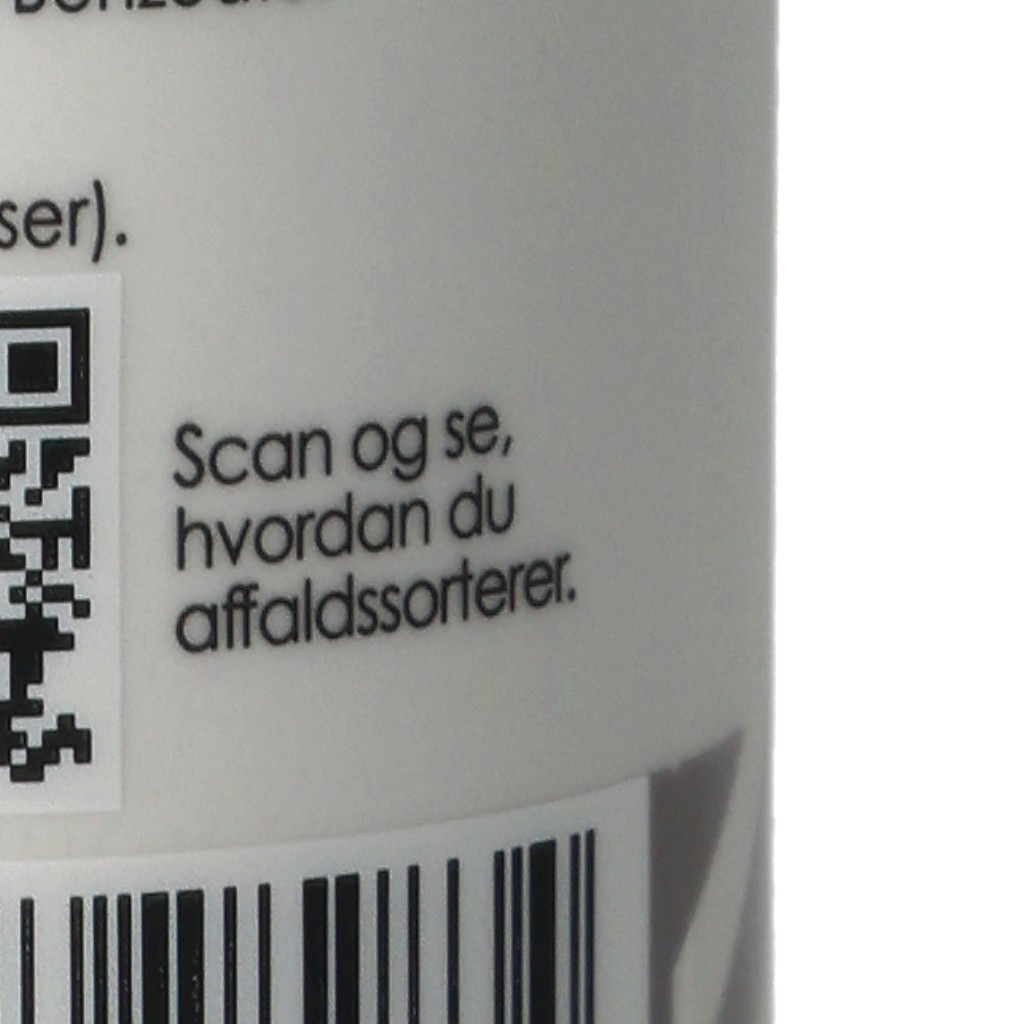 ser).
Scan og se,
hvordan du
affaldssorterer.